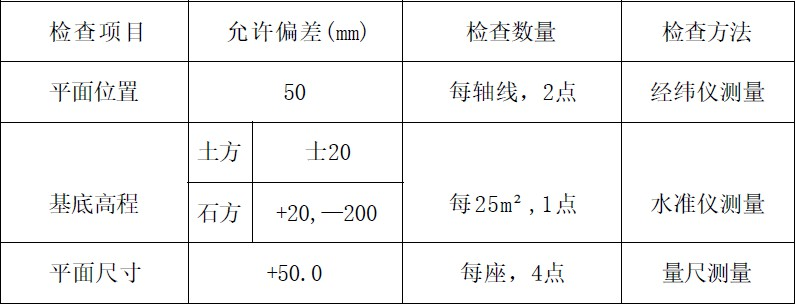 检查项目 允许偏差(mm) 检查数量 检查方法
平面位置 50 每轴线，2点 经纬仪测量
土方 士20
基底高程 每25m²,1点 水准仪测量
石方 +20,—200
平面尺寸 +50.0 每座，4点 量尺测量